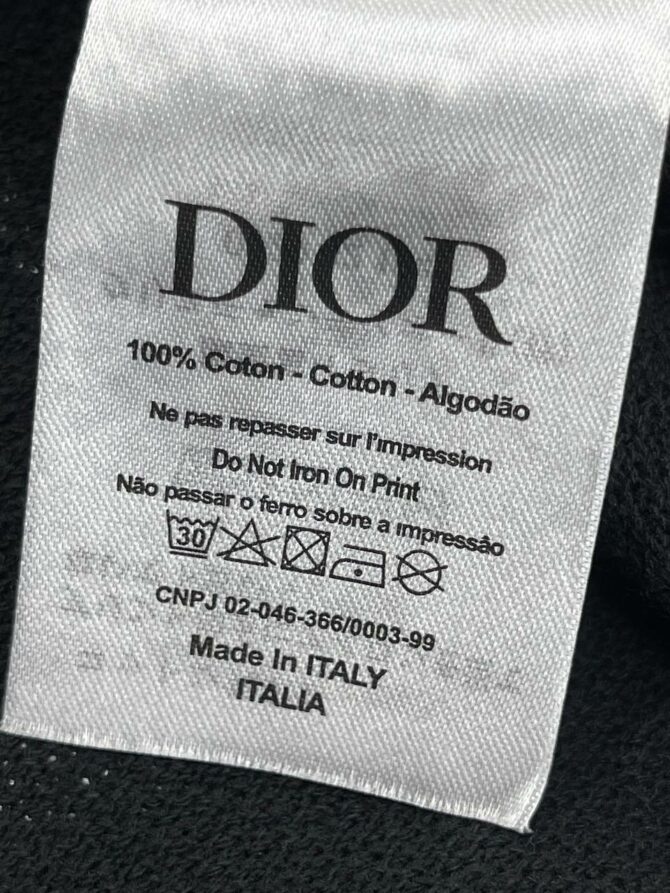 DIOR
100% Coton - Cotton - Algodão
Ne pas repasser sur l'impression
Do Not Iron On Print
Não passar o ferro sobre a impressão
30
CNPJ 02-046-366/0003-99
Made In ITALY
ITALIA